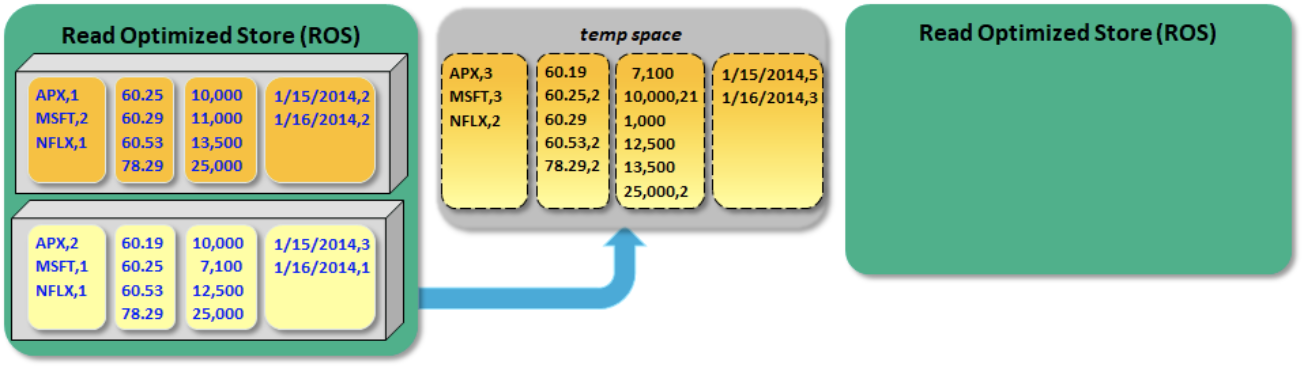 Read Optimized Store (ROS)
APX,1 60.25 10,000 1/15/2014,2
MSFT,2 60.29 11,000 1/16/2014,2
NFLX,1 60.53 13,500
78.29 25,000
APX,2 60.19 10,000 1/15/2014,3
MSFT,1 60.25 7,100 1/16/2014,1
NFLX,1 60.53 12,500
78.29 25,000
temp space
APX,3 60.19 7,100 1/15/2014,5
MSFT,3 60.25,2 10,000,21 1/16/2014,3
NFLX,2 60.29 1,000
60.53,2 12,500
78.29,2 13,500
25,000,2
Read Optimized Store (ROS)